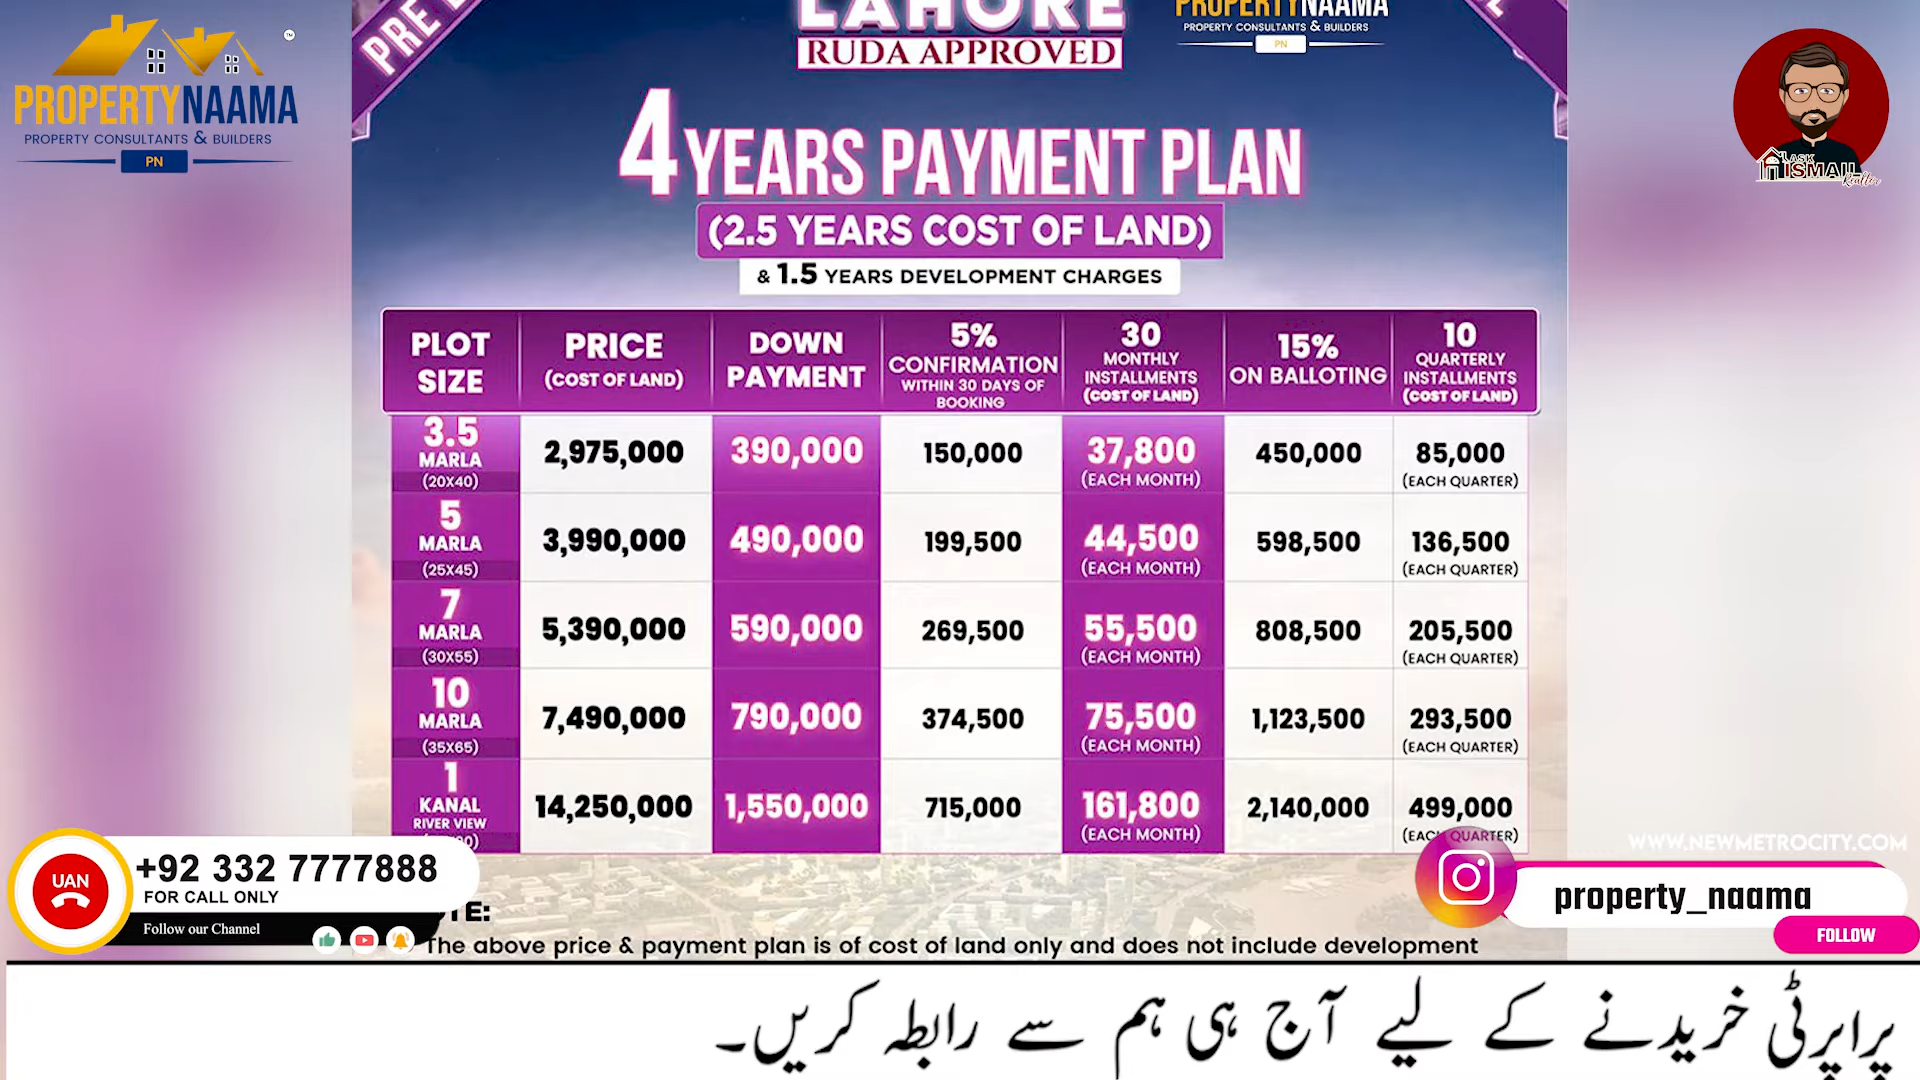 PROPERTYNAAMA
PROPERTY CONSULTANTS & BUILDERS
PN
TM
PRE
LAHORE
RUDA APPROVED
PROPERTYNAAMA
PROPERTY CONSULTANTS & BUILDERS
PN
ASK
ISMAIL
Realtor
4 YEARS PAYMENT PLAN
(2.5 YEARS COST OF LAND)
& 1.5 YEARS DEVELOPMENT CHARGES
PLOT SIZE
PRICE (COST OF LAND)
DOWN PAYMENT
5% CONFIRMATION WITHIN 30 DAYS OF BOOKING
30 MONTHLY INSTALLMENTS (COST OF LAND)
15% ON BALLOTING
10 QUARTERLY INSTALLMENTS (COST OF LAND)
3.5 MARLA (20X40) 2,975,000 390,000 150,000 37,800 (EACH MONTH) 450,000 85,000 (EACH QUARTER)
5 MARLA (25X45) 3,990,000 490,000 199,500 44,500 (EACH MONTH) 598,500 136,500 (EACH QUARTER)
7 MARLA (30X55) 5,390,000 590,000 269,500 55,500 (EACH MONTH) 808,500 205,500 (EACH QUARTER)
10 MARLA (35X65) 7,490,000 790,000 374,500 75,500 (EACH MONTH) 1,123,500 293,500 (EACH QUARTER)
1 KANAL RIVER VIEW 14,250,000 1,550,000 715,000 161,800 (EACH MONTH) 2,140,000 499,000 (EACH QUARTER)
WWW.NEWMETROCITY.COM
UAN
+92 332 7777888
FOR CALL ONLY
Follow our Channel
property_naama
FOLLOW
The above price & payment plan is of cost of land only and does not include development
پراپرٹی خریدنے کے لیے آج ہی ہم سے رابطہ کریں۔